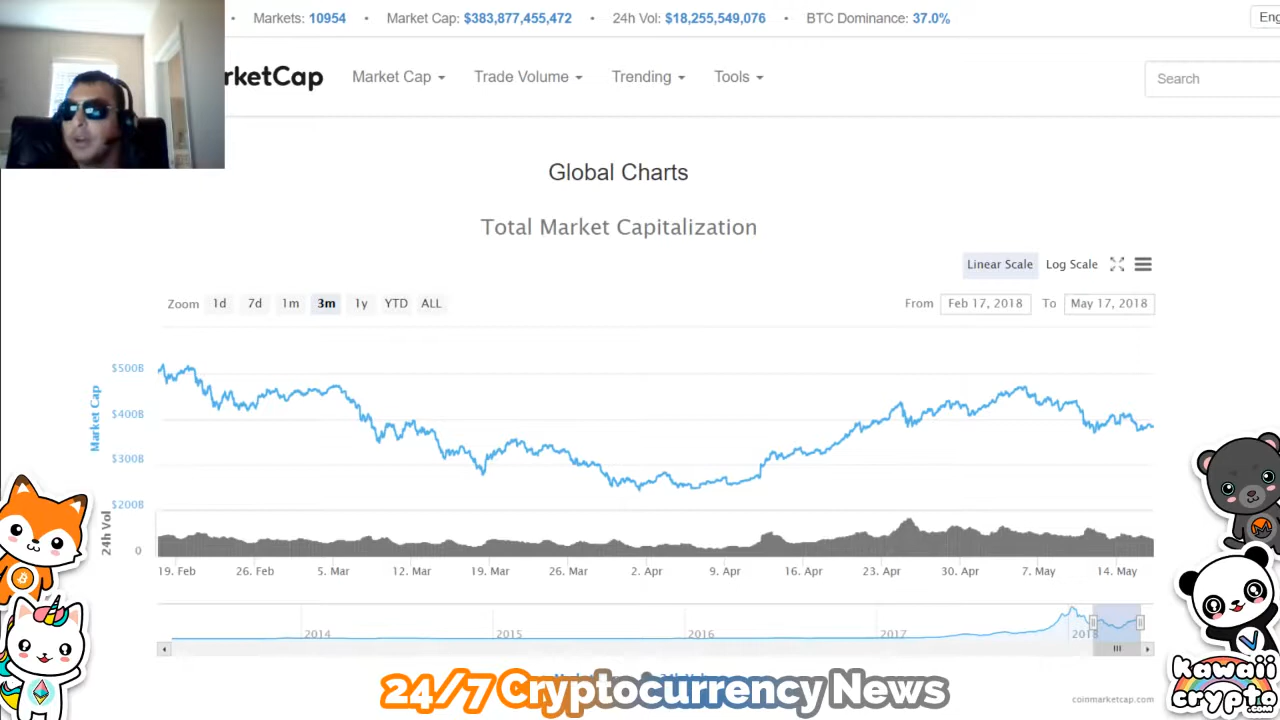 • Markets: 10954 • Market Cap: $383,877,455,472 • 24h Vol: $18,255,549,076 • BTC Dominance: 37.0% Eng
rketCap Market Cap Trade Volume Trending Tools Search
Global Charts
Total Market Capitalization
Linear Scale Log Scale
Zoom 1d 7d 1m 3m 1y YTD ALL From Feb 17, 2018 To May 17, 2018
$500B
$400B
$300B
$200B
0
Market Cap
24h Vol
19. Feb 26. Feb 5. Mar 12. Mar 19. Mar 26. Mar 2. Apr 9. Apr 16. Apr 23. Apr 30. Apr 7. May 14. May
2014 2015 2016 2017 2018
24/7 Cryptocurrency News
coinmarketcap.com
kawaii
crypto
.com